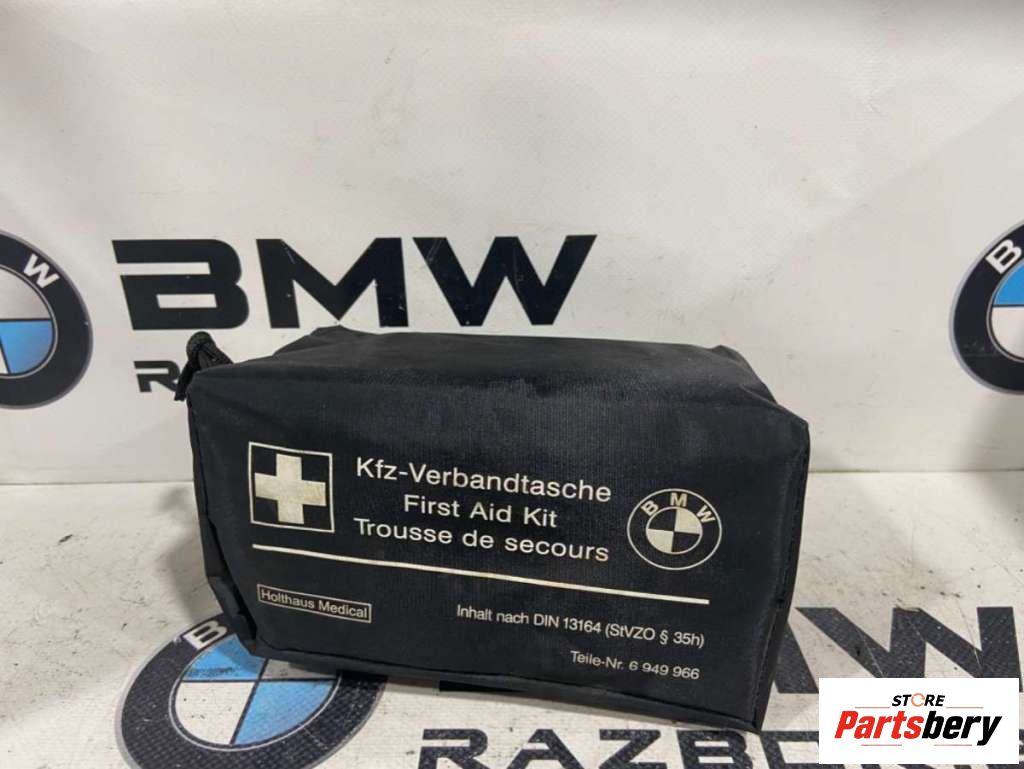 BMW
W
B
Kfz-Verbandtasche
First Aid Kit
Trousse de secours
BMW
Holthaus Medical
Inhalt nach DIN 13164 (StVZO § 35h)
Teile-Nr. 6 949 966
STORE
Partsbery